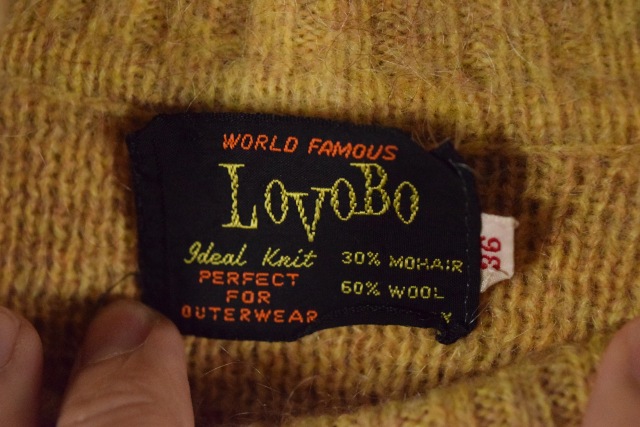 WORLD FAMOUS
LOVOBO
Ideal Knit
PERFECT
FOR
OUTERWEAR
30% MOHAIR
60% WOOL
36